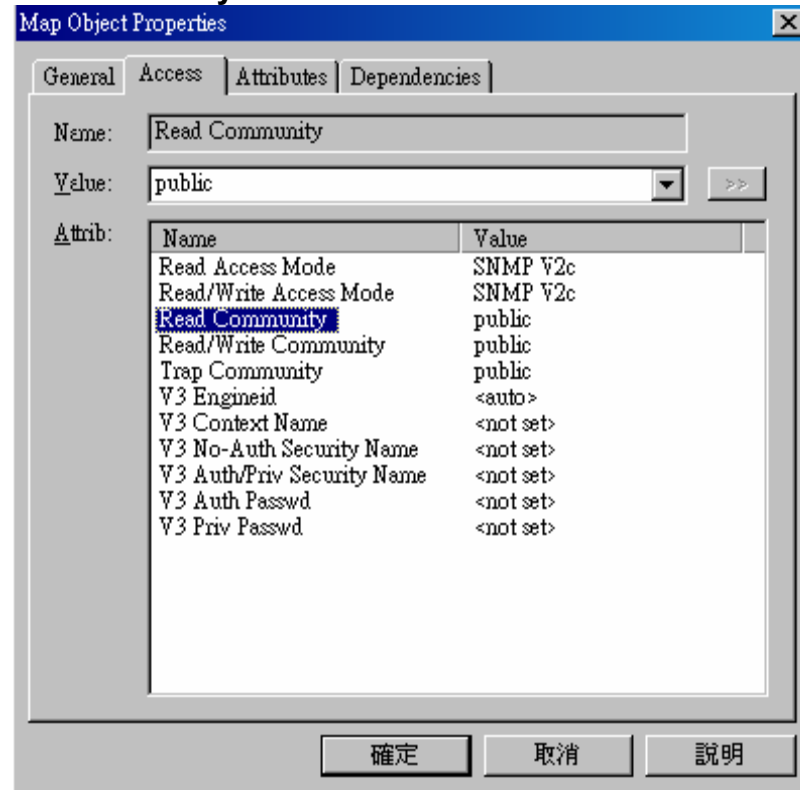 Map Object Properties
General Access Attributes Dependencies
Name: Read Community
Value: public >>
Attrib: Name Value
Read Access Mode SNMP V2c
Read/Write Access Mode SNMP V2c
Read Community public
Read/Write Community public
Trap Community public
V3 Engineid <auto>
V3 Context Name <not set>
V3 No-Auth Security Name <not set>
V3 Auth/Priv Security Name <not set>
V3 Auth Passwd <not set>
V3 Priv Passwd <not set>
確定 取消 說明